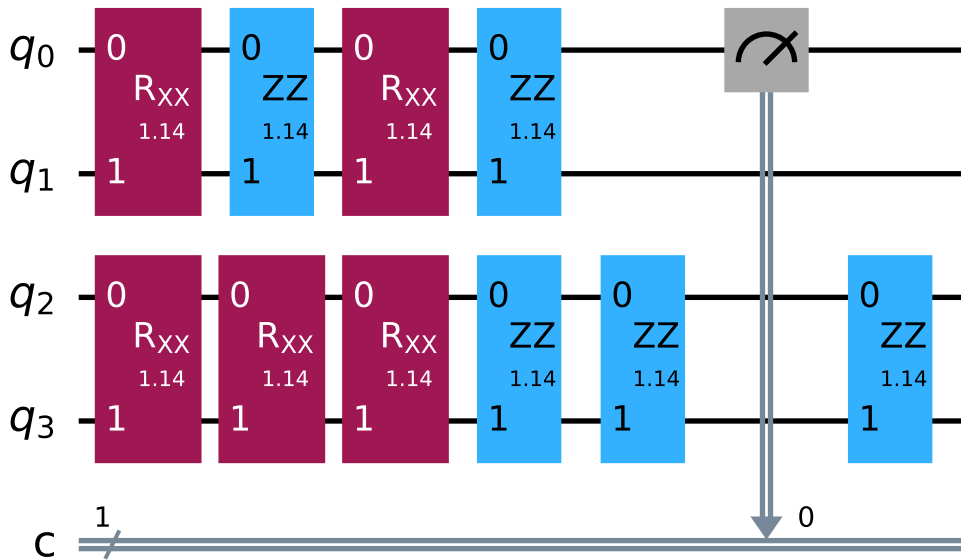 q0 0 0 0 0
RXX ZZ RXX ZZ
1.14 1.14 1.14 1.14
q1 1 1 1 1
q2 0 0 0 0 0 0
RXX RXX RXX ZZ ZZ ZZ
1.14 1.14 1.14 1.14 1.14 1.14
q3 1 1 1 1 1 1
1 0
c